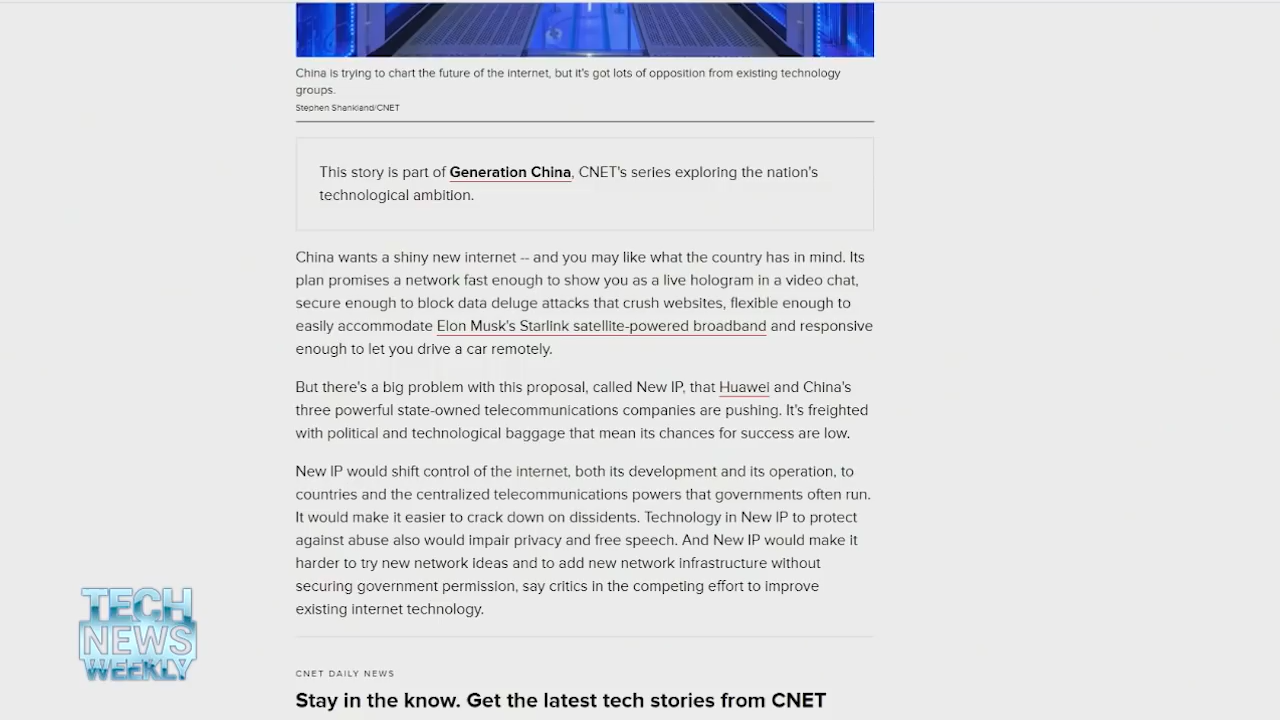 China is trying to chart the future of the internet, but it's got lots of opposition from existing technology
groups.
Stephen Shankland/CNET
This story is part of Generation China, CNET's series exploring the nation's
technological ambition.
China wants a shiny new internet -- and you may like what the country has in mind. Its
plan promises a network fast enough to show you as a live hologram in a video chat,
secure enough to block data deluge attacks that crush websites, flexible enough to
easily accommodate Elon Musk's Starlink satellite-powered broadband and responsive
enough to let you drive a car remotely.
But there's a big problem with this proposal, called New IP, that Huawei and China's
three powerful state-owned telecommunications companies are pushing. It's freighted
with political and technological baggage that mean its chances for success are low.
New IP would shift control of the internet, both its development and its operation, to
countries and the centralized telecommunications powers that governments often run.
It would make it easier to crack down on dissidents. Technology in New IP to protect
against abuse also would impair privacy and free speech. And New IP would make it
harder to try new network ideas and to add new network infrastructure without
securing government permission, say critics in the competing effort to improve
existing internet technology.
TECH
NEWS
WEEKLY
CNET DAILY NEWS
Stay in the know. Get the latest tech stories from CNET